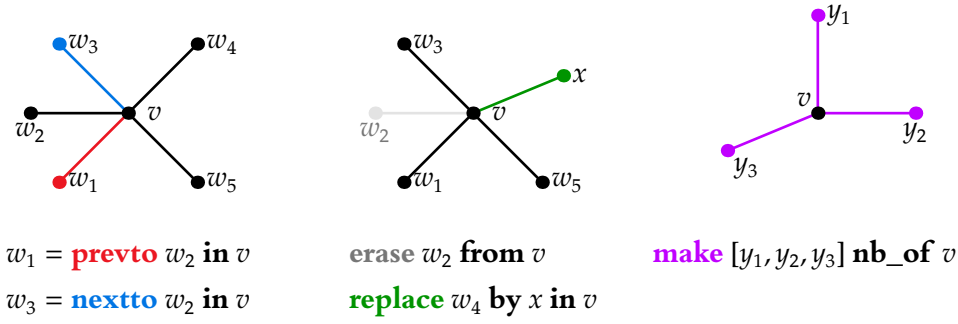 w₃ w₄
w₂ v
w₁ w₅
w₃ x
w₂ v
w₁ w₅
y₁
v
y₃ y₂
w₁ = prevto w₂ in v
w₃ = nextto w₂ in v
erase w₂ from v
replace w₄ by x in v
make [y₁, y₂, y₃] nb_of v